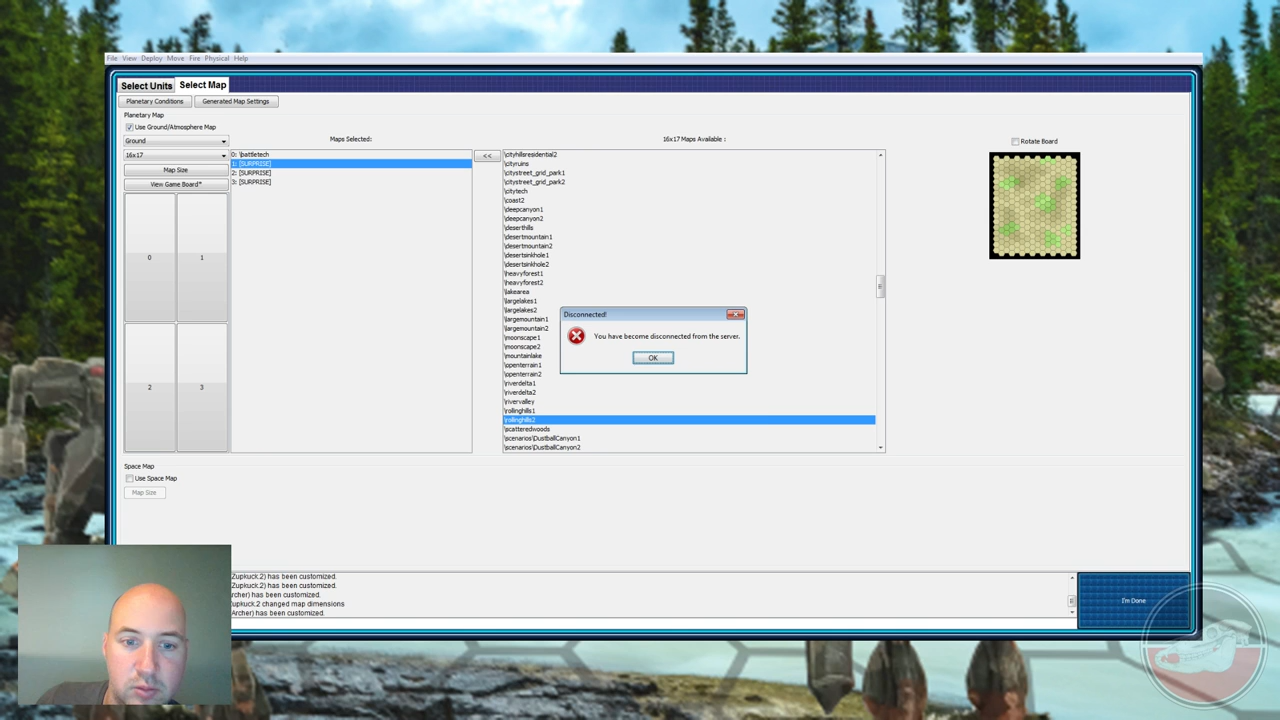 File View Deploy Move Fire Physical Help
Select Units Select Map
Planetary Conditions Generated Map Settings
Planetary Map
Use Ground/Atmosphere Map
Ground
16x17
Map Size
View Game Board*
0
1
2
3
Maps Selected:
0: \battletech
1: [SURPRISE]
2: [SURPRISE]
3: [SURPRISE]
<<
16x17 Maps Available :
\cityhillsresidential2
\cityruins
\citystreet_grid_park1
\citystreet_grid_park2
\citytech
\coast2
\deepcanyon1
\deepcanyon2
\deserthills
\desertmountain1
\desertmountain2
\desertsinkhole1
\desertsinkhole2
\heavyforest1
\heavyforest2
\lakearea
\largelakes1
\largelakes2
\largemountain1
\largemountain2
\moonscape1
\moonscape2
\mountainlake
\openterrain1
\openterrain2
\riverdelta1
\riverdelta2
\rivervalley
\rollinghills1
\rollinghills2
\scatteredwoods
\scenarios\DustballCanyon1
\scenarios\DustballCanyon2
Rotate Board
Disconnected!
You have become disconnected from the server.
OK
Space Map
Use Space Map
Map Size
Zupkuck.2) has been customized.
Zupkuck.2) has been customized.
rcher) has been customized.
upkuck.2 changed map dimensions
Archer) has been customized.
I'm Done